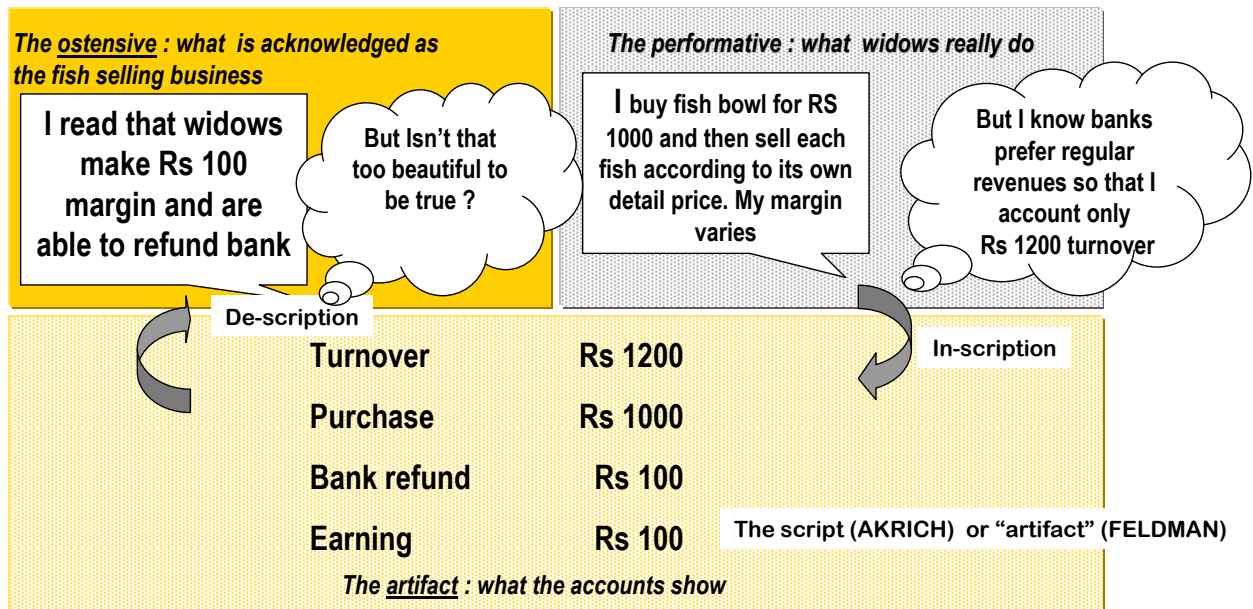 The ostensive : what is acknowledged as
the fish selling business
I read that widows
make Rs 100
margin and are
able to refund bank
But Isn’t that
too beautiful to
be true ?
The performative : what widows really do
I buy fish bowl for RS
1000 and then sell each
fish according to its own
detail price. My margin
varies
But I know banks
prefer regular
revenues so that I
account only
Rs 1200 turnover
De-scription
In-scription
Turnover Rs 1200
Purchase Rs 1000
Bank refund Rs 100
Earning Rs 100
The script (AKRICH) or “artifact” (FELDMAN)
The artifact : what the accounts show